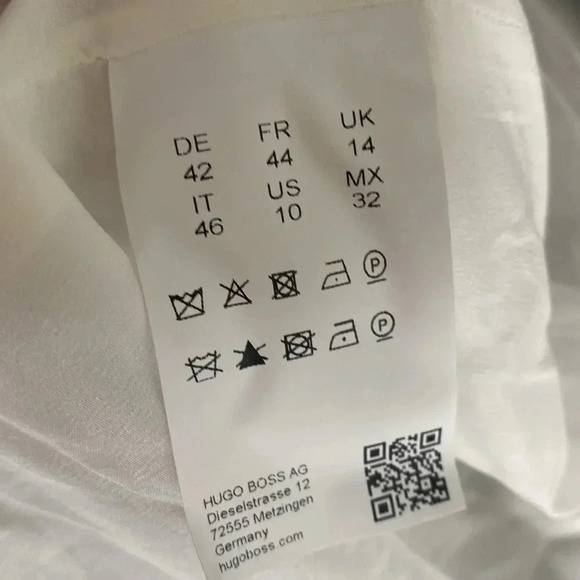 DE FR UK
42 44 14
IT US MX
46 10 32
P
P
HUGO BOSS AG
Dieselstrasse 12
72555 Metzingen
Germany
hugoboss.com